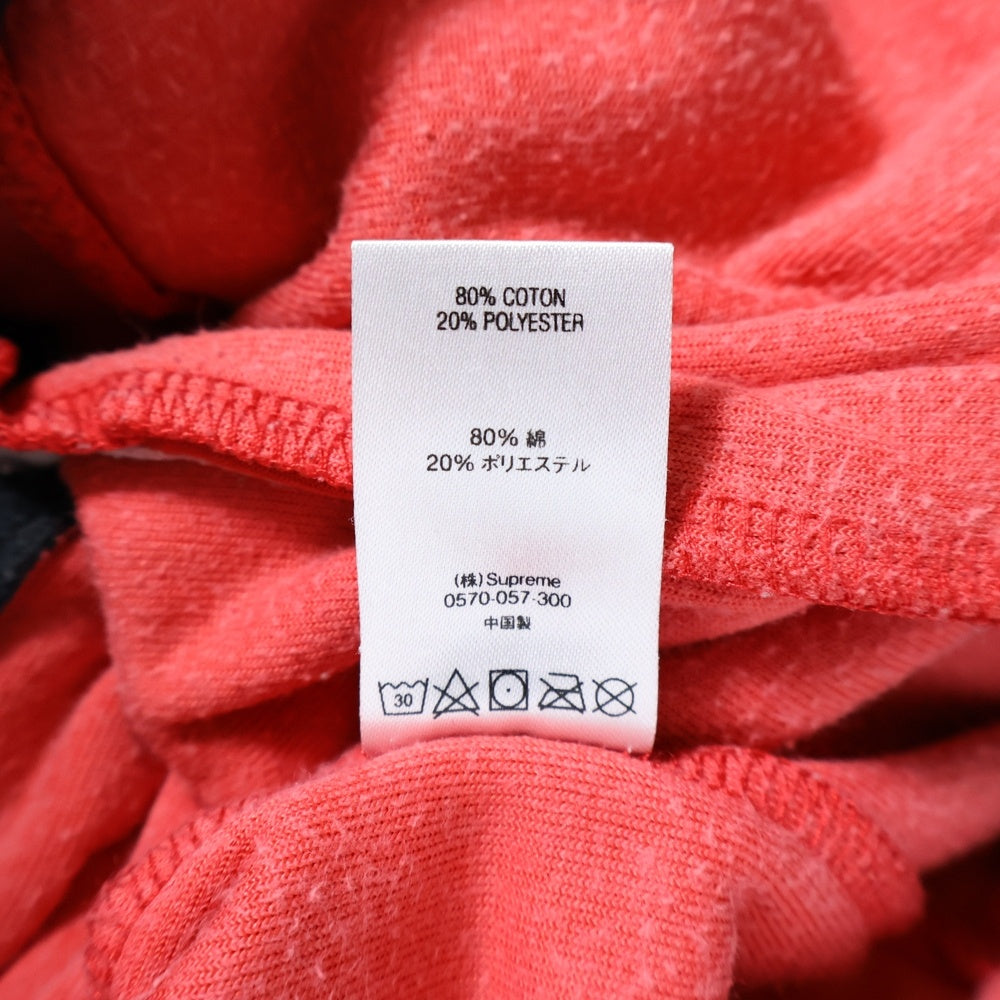 80% COTON
20% POLYESTER
80% 綿
20% ポリエステル
(株)Supreme
0570-057-300
中国製
30